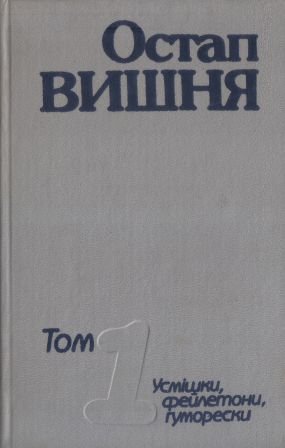 Остап
ВИШНЯ
Том 1
Усмішки,
фейлетони,
гуморески